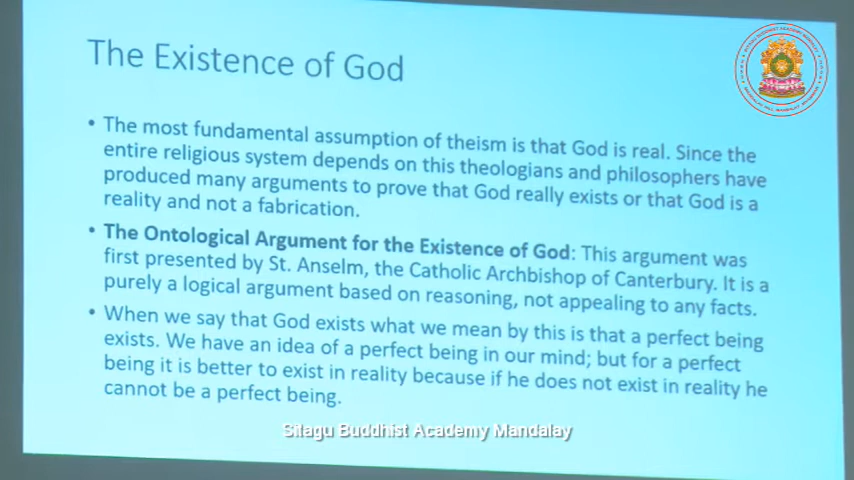 The Existence of God
• The most fundamental assumption of theism is that God is real. Since the
entire religious system depends on this theologians and philosophers have
produced many arguments to prove that God really exists or that God is a
reality and not a fabrication.
• The Ontological Argument for the Existence of God: This argument was
first presented by St. Anselm, the Catholic Archbishop of Canterbury. It is a
purely a logical argument based on reasoning, not appealing to any facts.
• When we say that God exists what we mean by this is that a perfect being
exists. We have an idea of a perfect being in our mind; but for a perfect
being it is better to exist in reality because if he does not exist in reality he
cannot be a perfect being.
Sitagu Buddhist Academy Mandalay